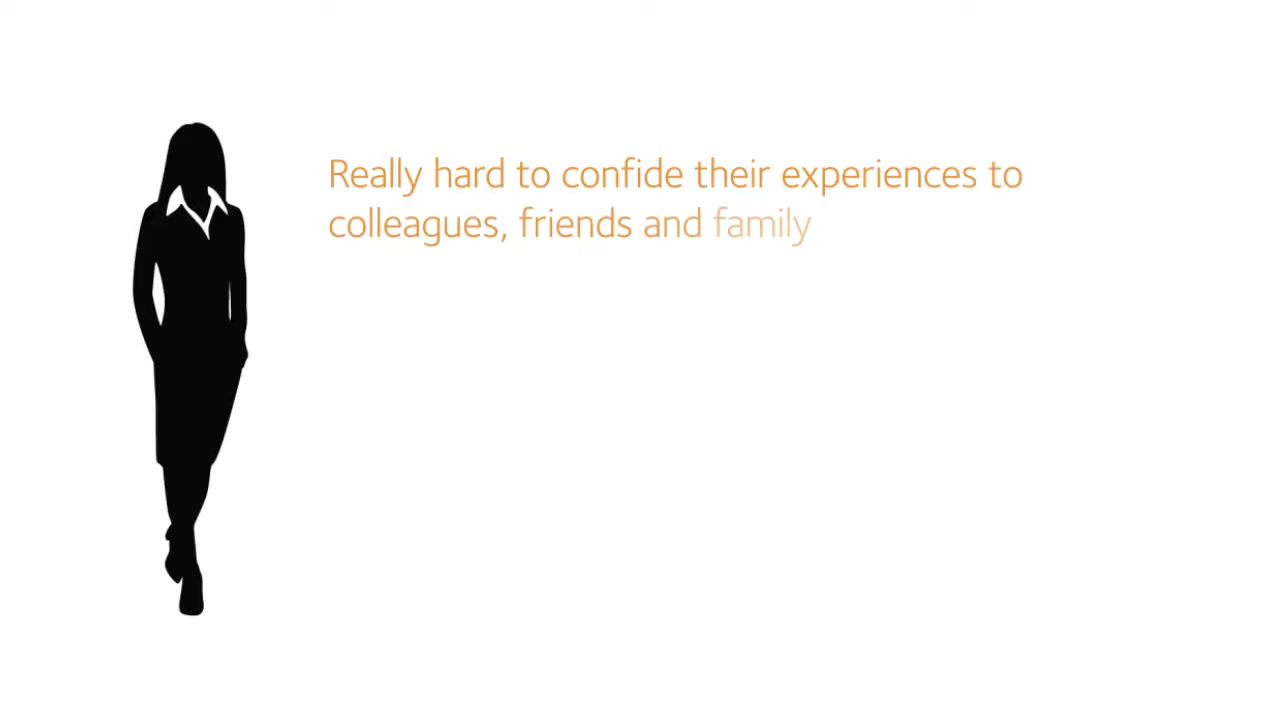 Really hard to confide their experiences to
colleagues, friends and family